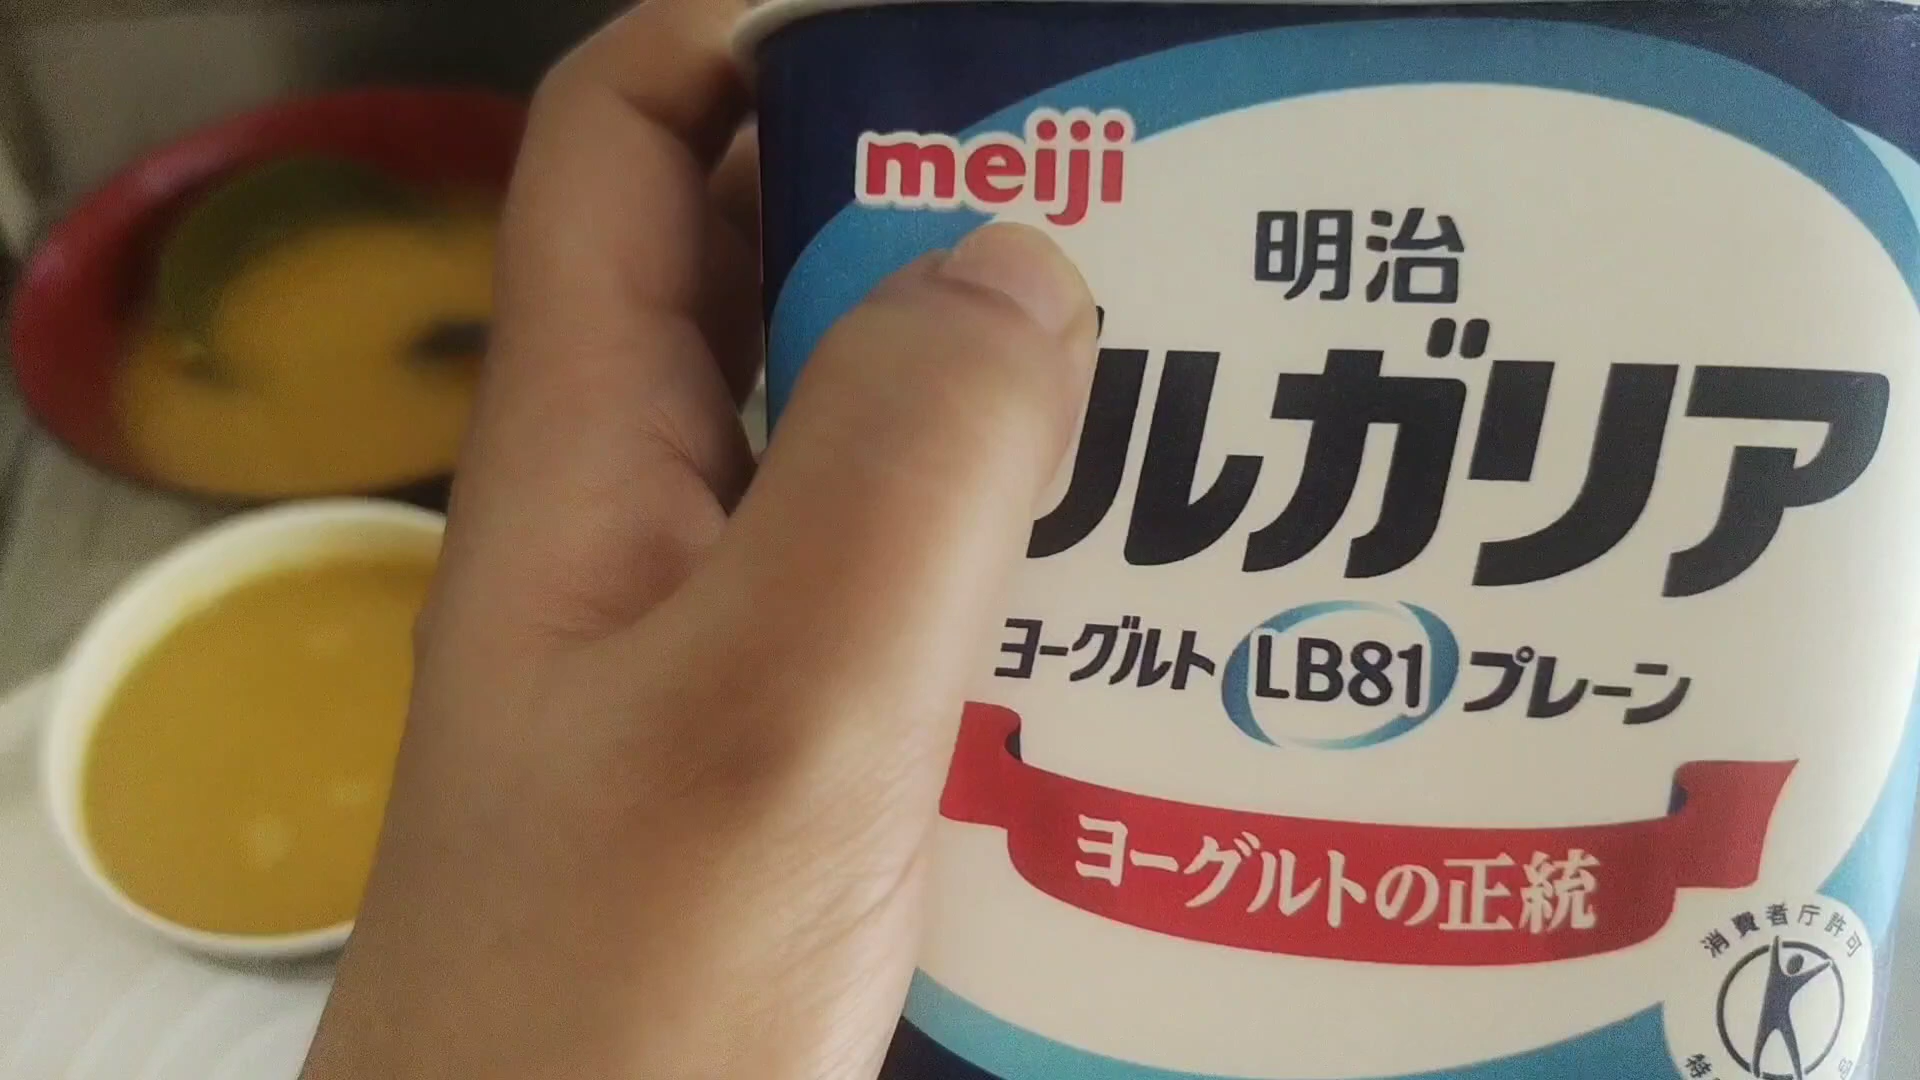 meiji
明治
ルガリア
ヨーグルト LB81 プレーン
ヨーグルトの正統
消費者庁許可
特